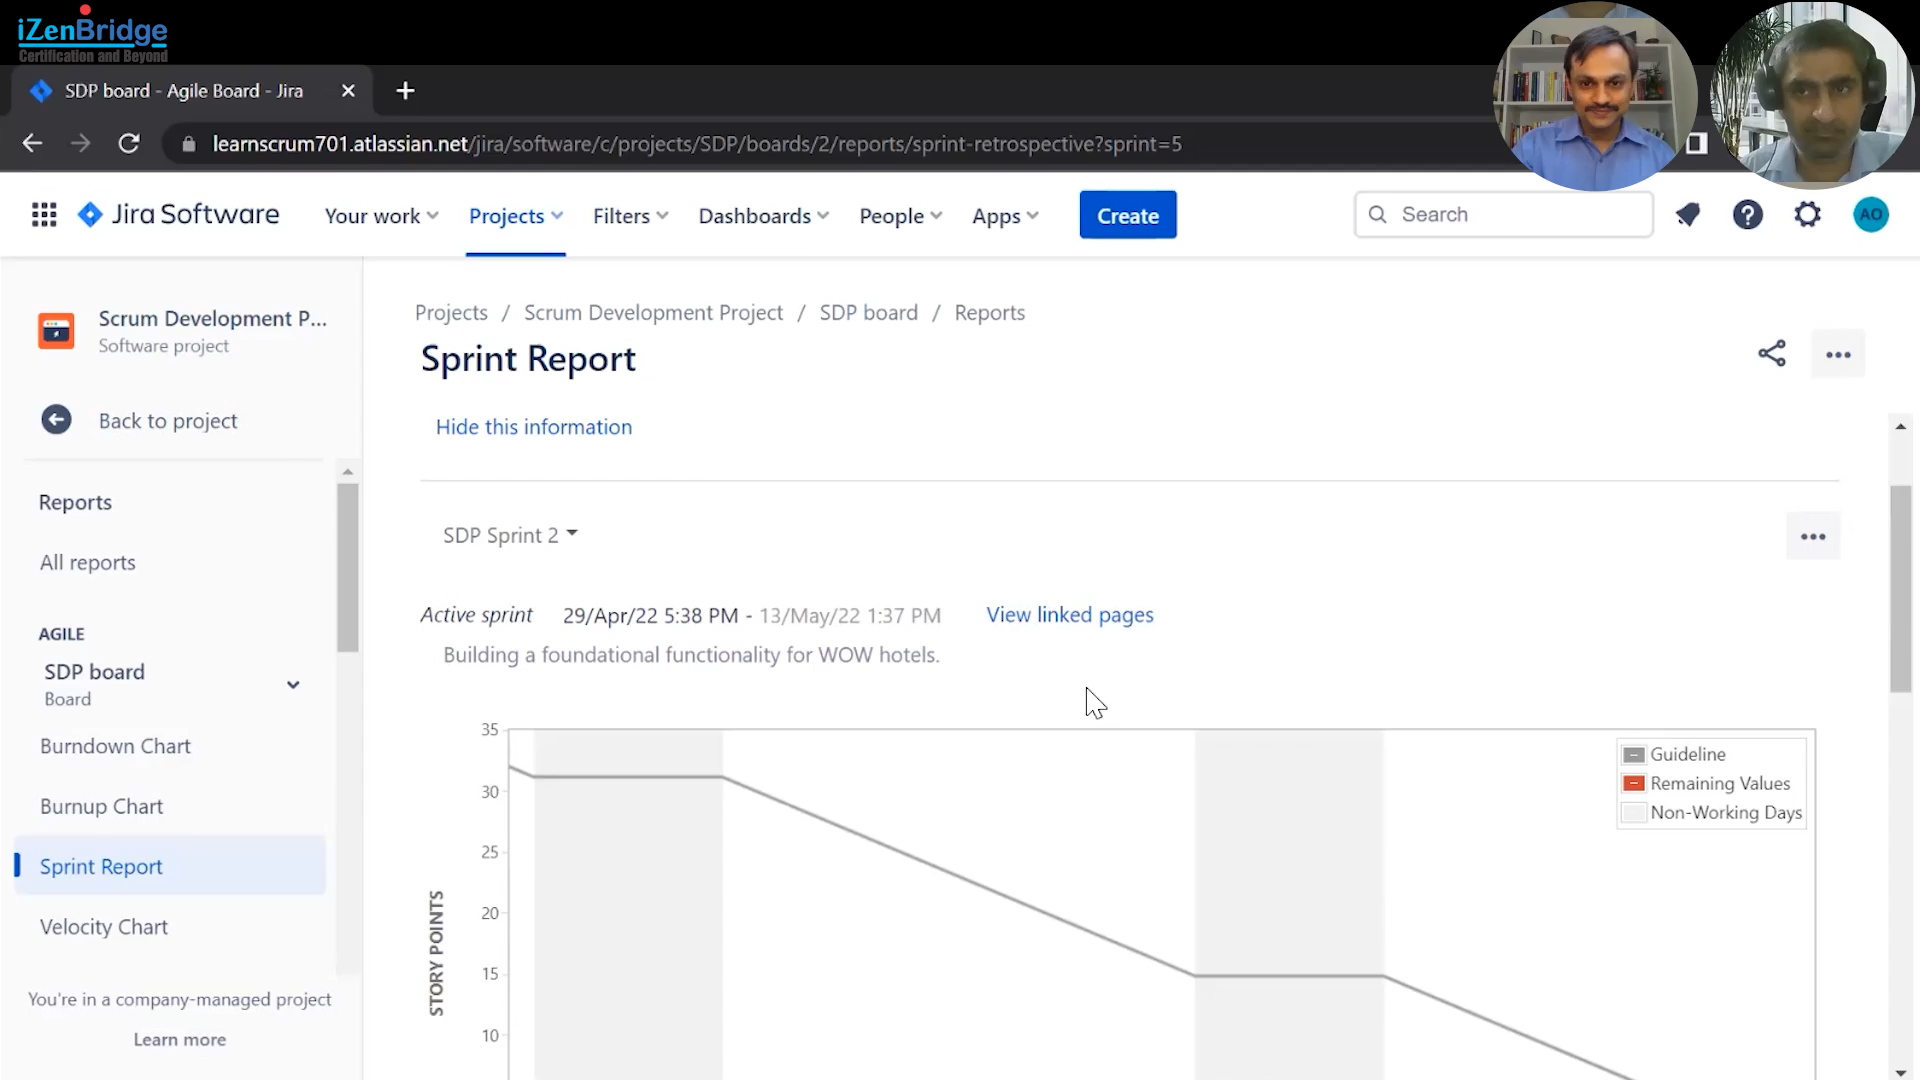 iZenBridge
Certification and Beyond
SDP board - Agile Board - Jira
learnscrum701.atlassian.net/jira/software/c/projects/SDP/boards/2/reports/sprint-retrospective?sprint=5
Jira Software
Your work
Projects
Filters
Dashboards
People
Apps
Create
Search
AO
Scrum Development P...
Software project
Back to project
Reports
All reports
AGILE
SDP board
Board
Burndown Chart
Burnup Chart
Sprint Report
Velocity Chart
You're in a company-managed project
Learn more
Projects / Scrum Development Project / SDP board / Reports
Sprint Report
Hide this information
SDP Sprint 2
Active sprint 29/Apr/22 5:38 PM - 13/May/22 1:37 PM View linked pages
Building a foundational functionality for WOW hotels.
35
30
25
20
15
10
STORY POINTS
Guideline
Remaining Values
Non-Working Days